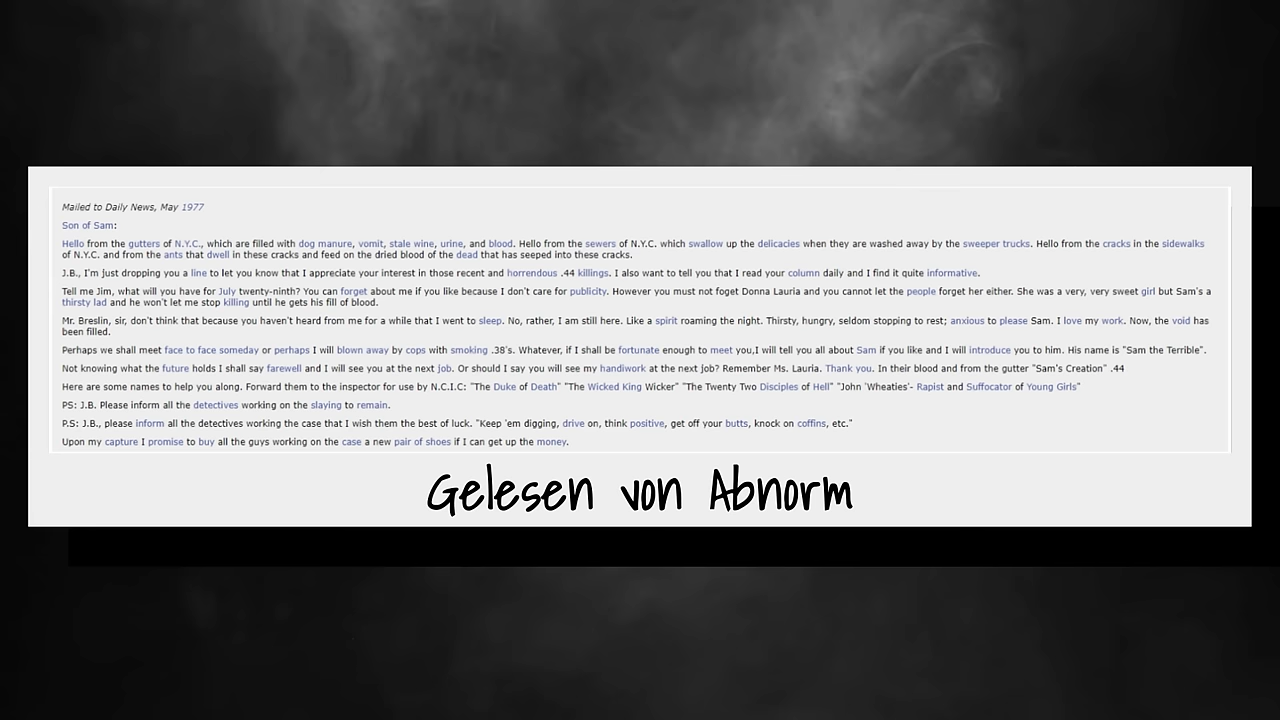 Mailed to Daily News, May 1977
Son of Sam:
Hello from the gutters of N.Y.C., which are filled with dog manure, vomit, stale wine, urine, and blood. Hello from the sewers of N.Y.C. which swallow up the delicacies when they are washed away by the sweeper trucks. Hello from the cracks in the sidewalks
of N.Y.C. and from the ants that dwell in these cracks and feed on the dried blood of the dead that has seeped into these cracks.
J.B., I'm just dropping you a line to let you know that I appreciate your interest in those recent and horrendous .44 killings. I also want to tell you that I read your column daily and I find it quite informative.
Tell me Jim, what will you have for July twenty-ninth? You can forget about me if you like because I don't care for publicity. However you must not foget Donna Lauria and you cannot let the people forget her either. She was a very, very sweet girl but Sam's a
thirsty lad and he won't let me stop killing until he gets his fill of blood.
Mr. Breslin, sir, don't think that because you haven't heard from me for a while that I went to sleep. No, rather, I am still here. Like a spirit roaming the night. Thirsty, hungry, seldom stopping to rest; anxious to please Sam. I love my work. Now, the void has
been filled.
Perhaps we shall meet face to face someday or perhaps I will be blown away by cops with smoking .38's. Whatever, if I shall be fortunate enough to meet you,I will tell you all about Sam if you like and I will introduce you to him. His name is "Sam the Terrible".
Not knowing what the future holds I shall say farewell and I will see you at the next job. Or should I say you will see my handiwork at the next job? Remember Ms. Lauria. Thank you. In their blood and from the gutter "Sam's Creation" .44
Here are some names to help you along. Forward them to the inspector for use by N.C.I.C: "The Duke of Death" "The Wicked King Wicker" "The Twenty Two Disciples of Hell" "John 'Wheaties'- Rapist and Suffocator of Young Girls"
PS: J.B. Please inform all the detectives working on the slaying to remain.
P.S: J.B., please inform all the detectives working the case that I wish them the best of luck. "Keep 'em digging, drive on, think positive, get off your butts, knock on coffins, etc."
Upon my capture I promise to buy all the guys working on the case a new pair of shoes if I can get up the money.
Gelesen von Abnorm